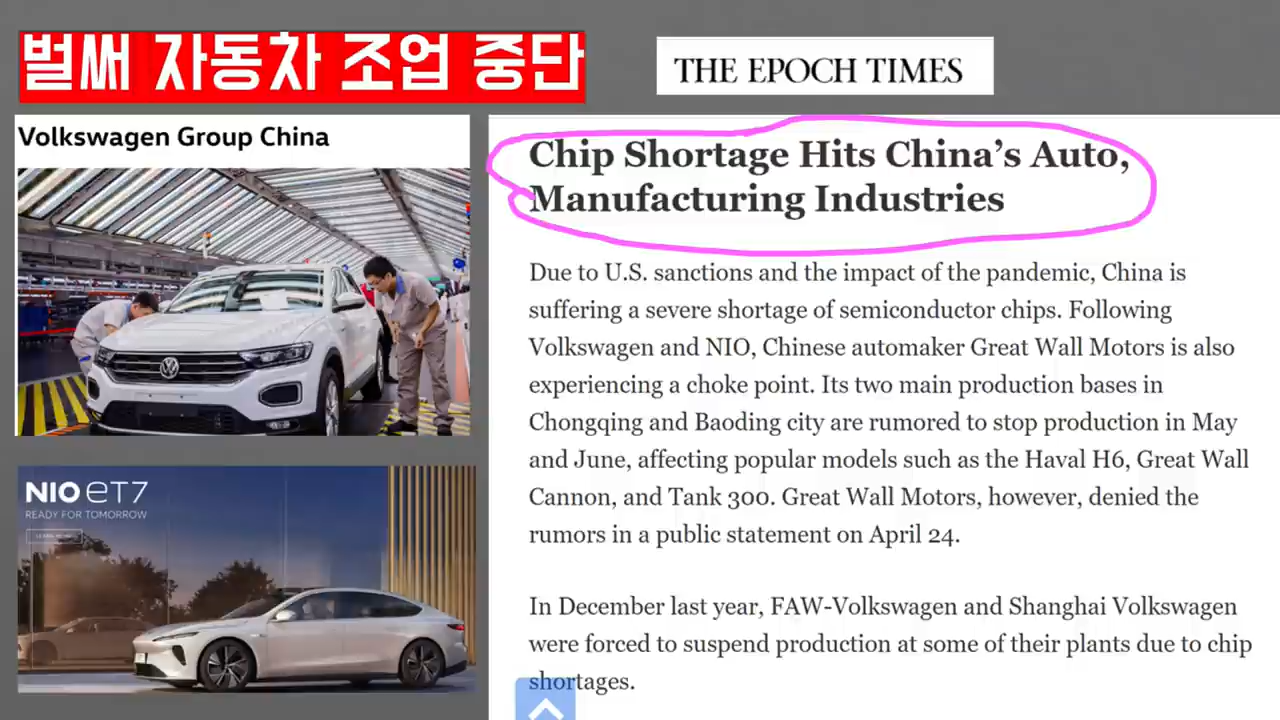 벌써 자동차 조업 중단
THE EPOCH TIMES
Volkswagen Group China
NIO eT7
READY FOR TOMORROW
Chip Shortage Hits China's Auto,
Manufacturing Industries
Due to U.S. sanctions and the impact of the pandemic, China is
suffering a severe shortage of semiconductor chips. Following
Volkswagen and NIO, Chinese automaker Great Wall Motors is also
experiencing a choke point. Its two main production bases in
Chongqing and Baoding city are rumored to stop production in May
and June, affecting popular models such as the Haval H6, Great Wall
Cannon, and Tank 300. Great Wall Motors, however, denied the
rumors in a public statement on April 24.
In December last year, FAW-Volkswagen and Shanghai Volkswagen
were forced to suspend production at some of their plants due to chip
shortages.